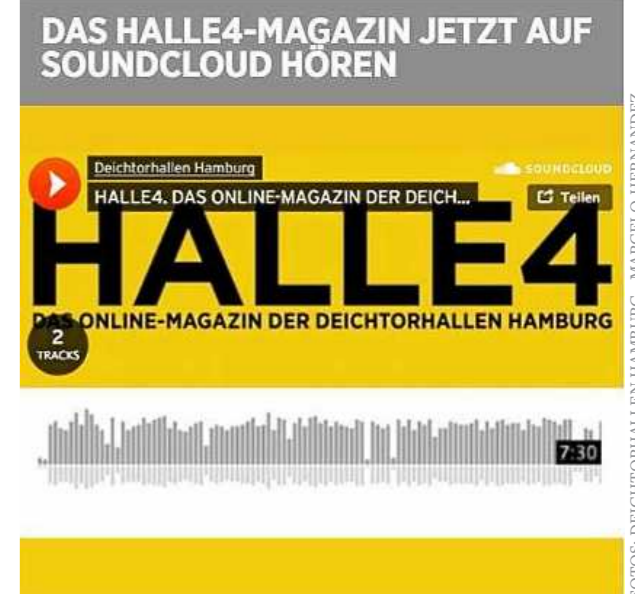 DAS HALLE4-MAGAZIN JETZT AUF
SOUNDCLOUD HÖREN
Deichtorhallen Hamburg
SOUNDCLOUD
HALLE4. DAS ONLINE-MAGAZIN DER DEICH...
Teilen
HALLE4
DAS ONLINE-MAGAZIN DER DEICHTORHALLEN HAMBURG
2
TRACKS
7:30
FOTOS: DEICHTORHALLEN HAMBURG, MARCELO HERNANDEZ